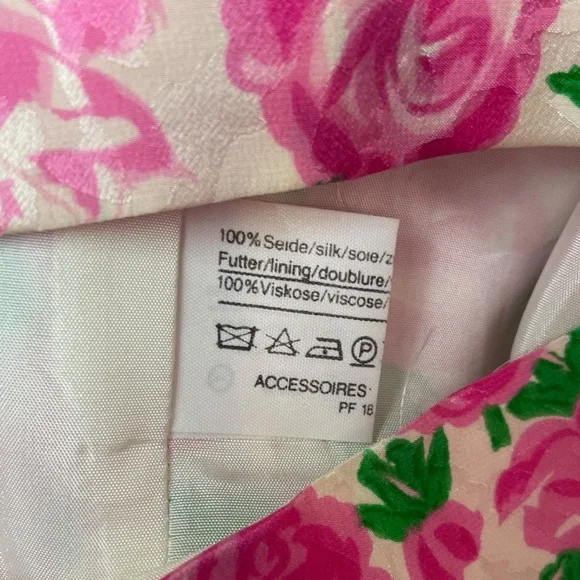 100% Seide/silk/soie/z
Futter/lining/doublure/
100% Viskose/viscose/
P
ACCESSOIRES
PF 18